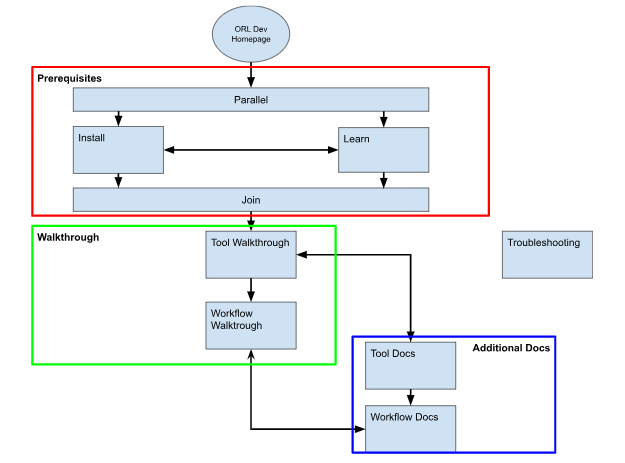 ORL Dev
Homepage
Prerequisites
Parallel
Install
Learn
Join
Walkthrough
Tool Walkthrough
Troubleshooting
Workflow
Walktrough
Additional Docs
Tool Docs
Workflow Docs